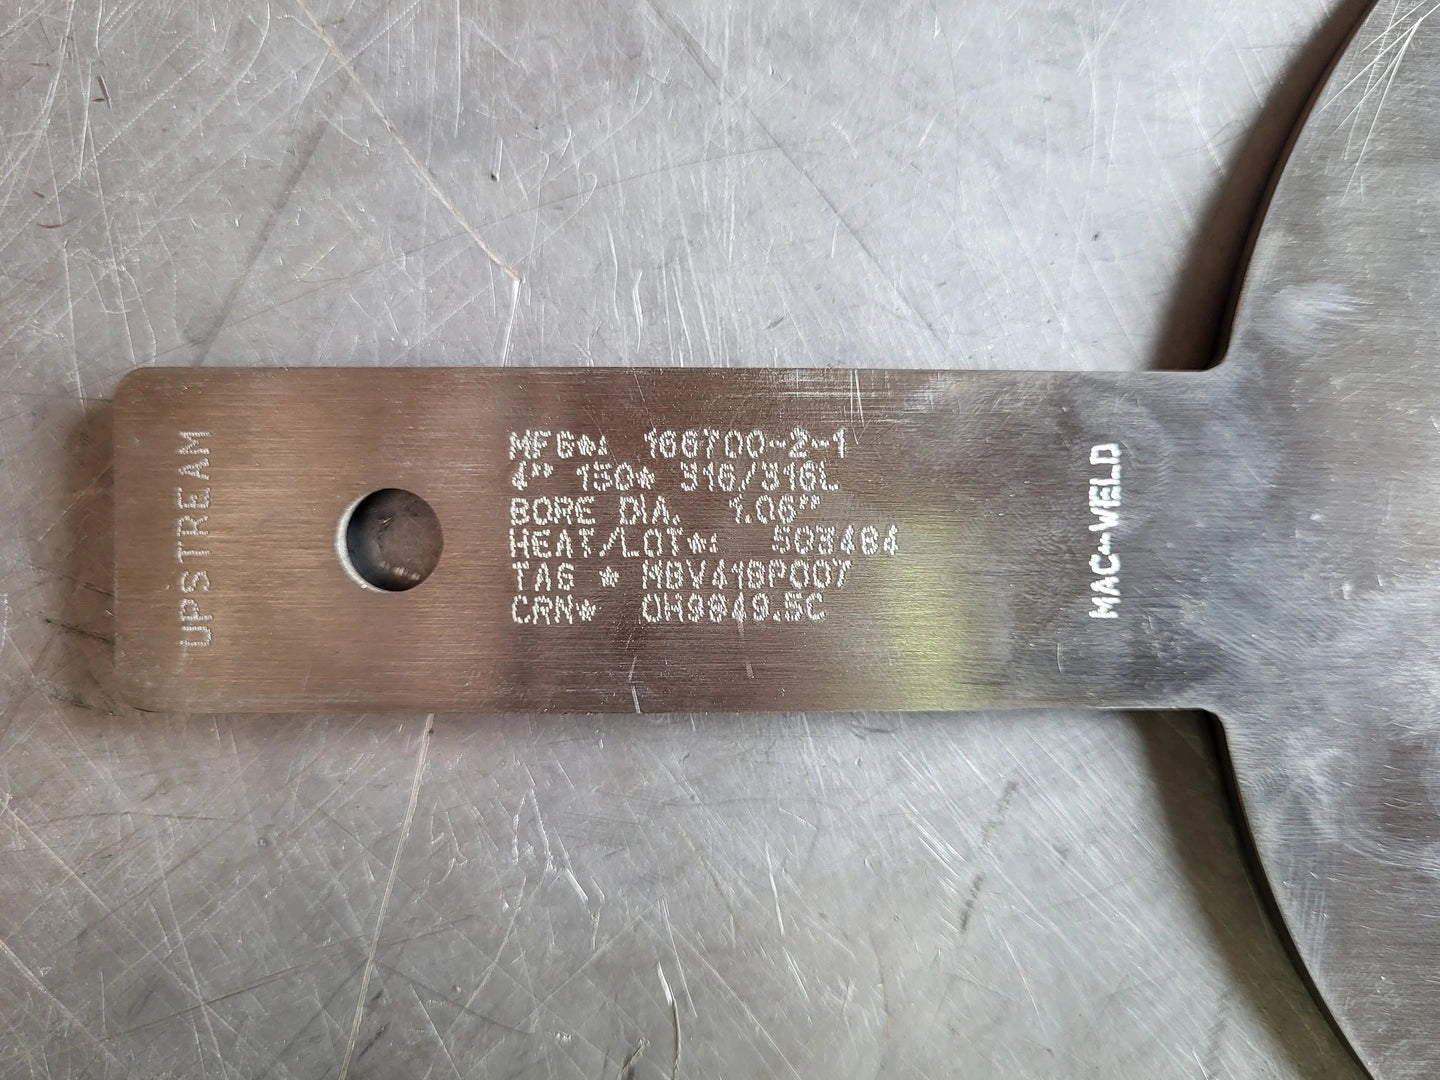 UPSTREAM
MFG#: 166700-2-1
4" 150# 316/316L
BORE DIA. 1.06"
HEAT/LOT#: 503484
TAG # MBV419P007
CRN# 0H9849.5C
MAC-WELD